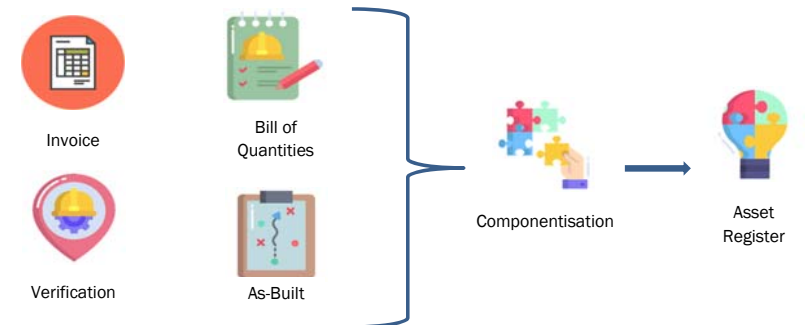 Invoice
Bill of
Quantities
Verification
As-Built
Componentisation
Asset
Register